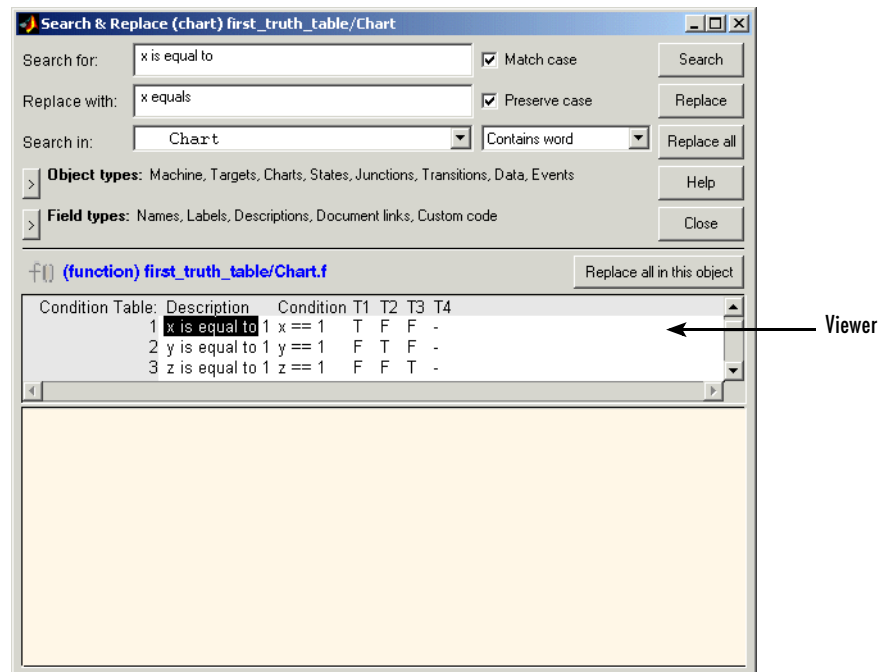 Search & Replace (chart) first_truth_table/Chart
Search for: x is equal to Match case Search
Replace with: x equals Preserve case Replace
Search in: Chart Contains word Replace all
> Object types: Machine, Targets, Charts, States, Junctions, Transitions, Data, Events Help
> Field types: Names, Labels, Descriptions, Document links, Custom code Close
f() (function) first_truth_table/Chart.f Replace all in this object
Condition Table: Description Condition T1 T2 T3 T4
1 x is equal to 1 x == 1 T F F -
2 y is equal to 1 y == 1 F T F -
3 z is equal to 1 z == 1 F F T -
Viewer